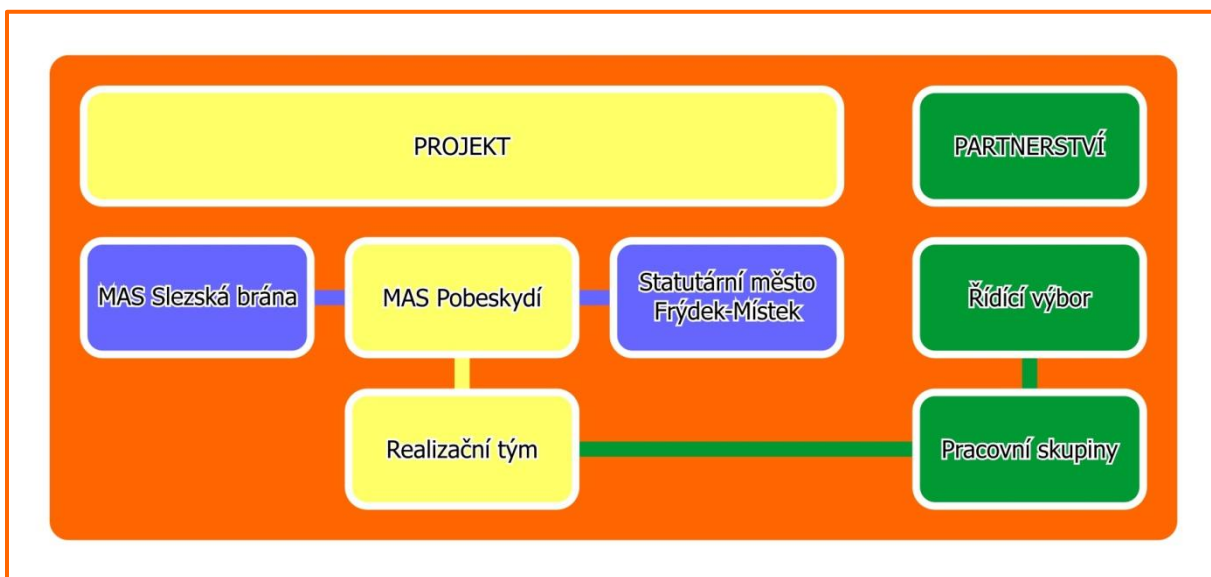 PROJEKT
PARTNERSTVÍ
MAS Slezská brána
MAS Pobeskydí
Statutární město
Frýdek-Místek
Řídící výbor
Realizační tým
Pracovní skupiny